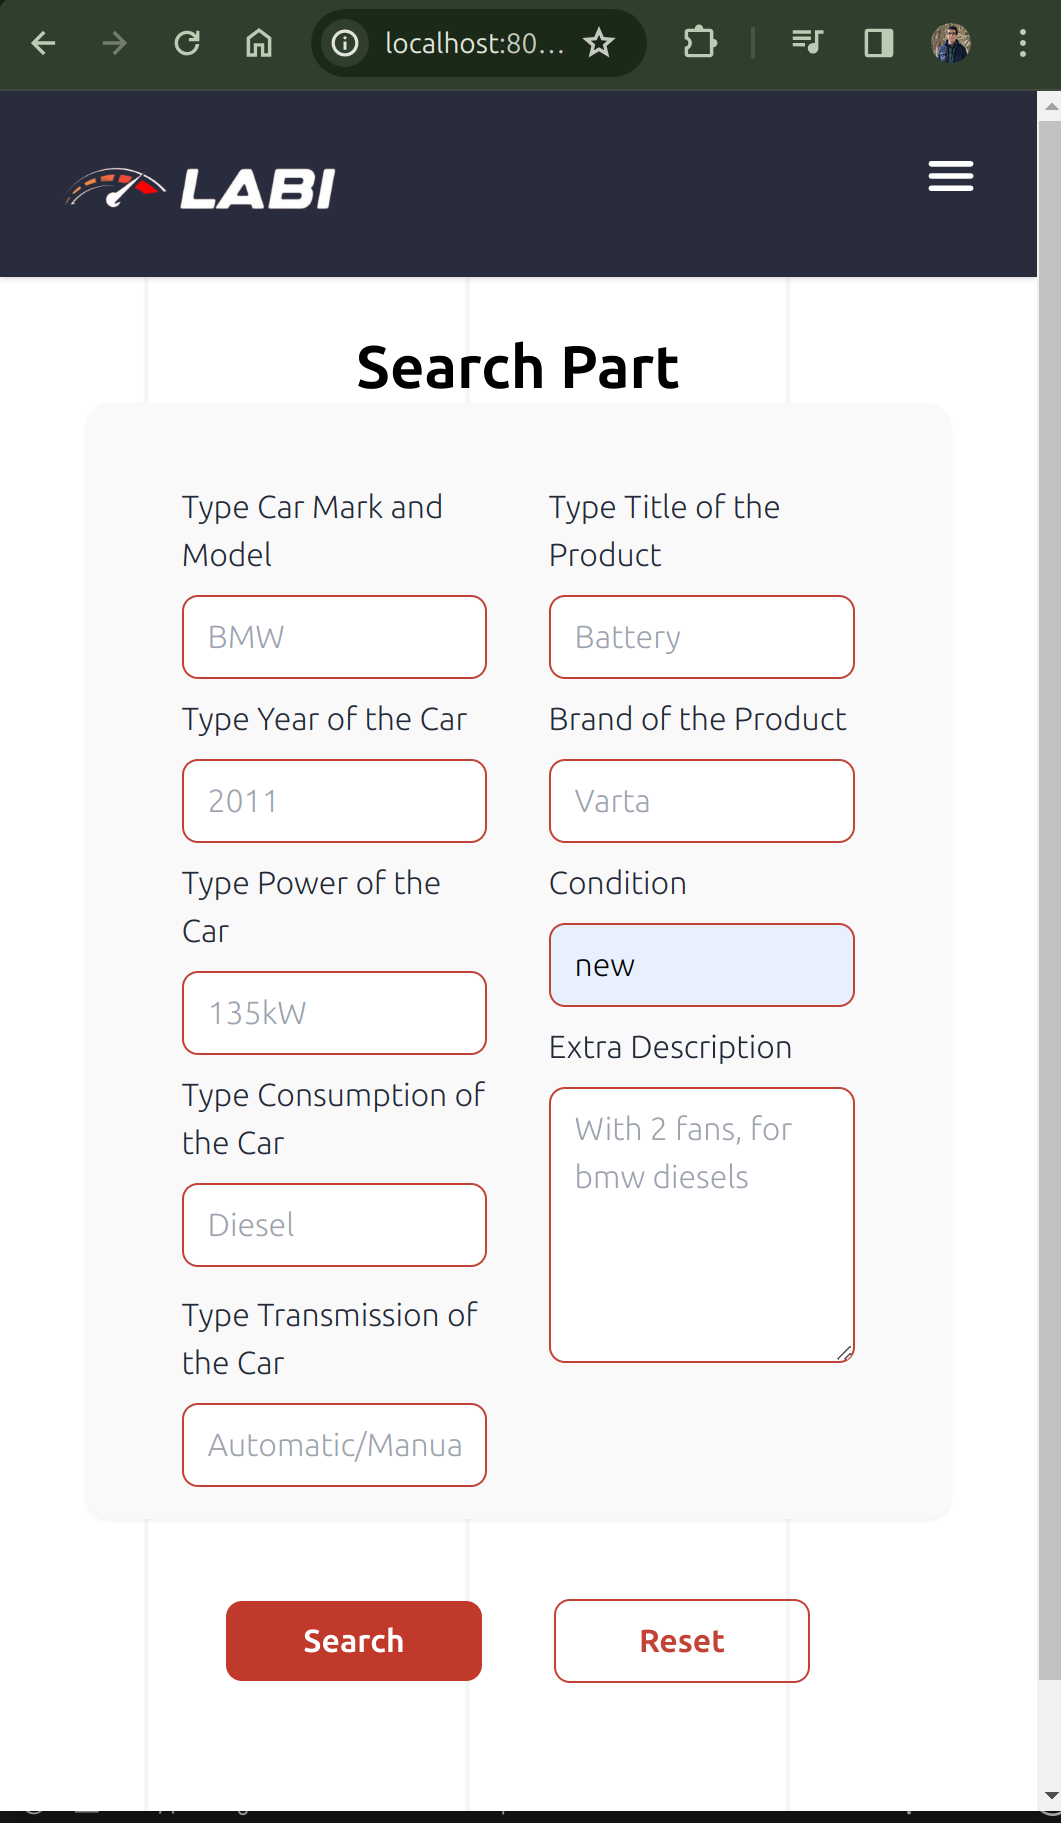 localhost:80...
LABI
Search Part
Type Car Mark and
Model
BMW
Type Year of the Car
2011
Type Power of the
Car
135kW
Type Consumption of
the Car
Diesel
Type Transmission of
the Car
Automatic/Manua
Type Title of the
Product
Battery
Brand of the Product
Varta
Condition
new
Extra Description
With 2 fans, for
bmw diesels
Search
Reset